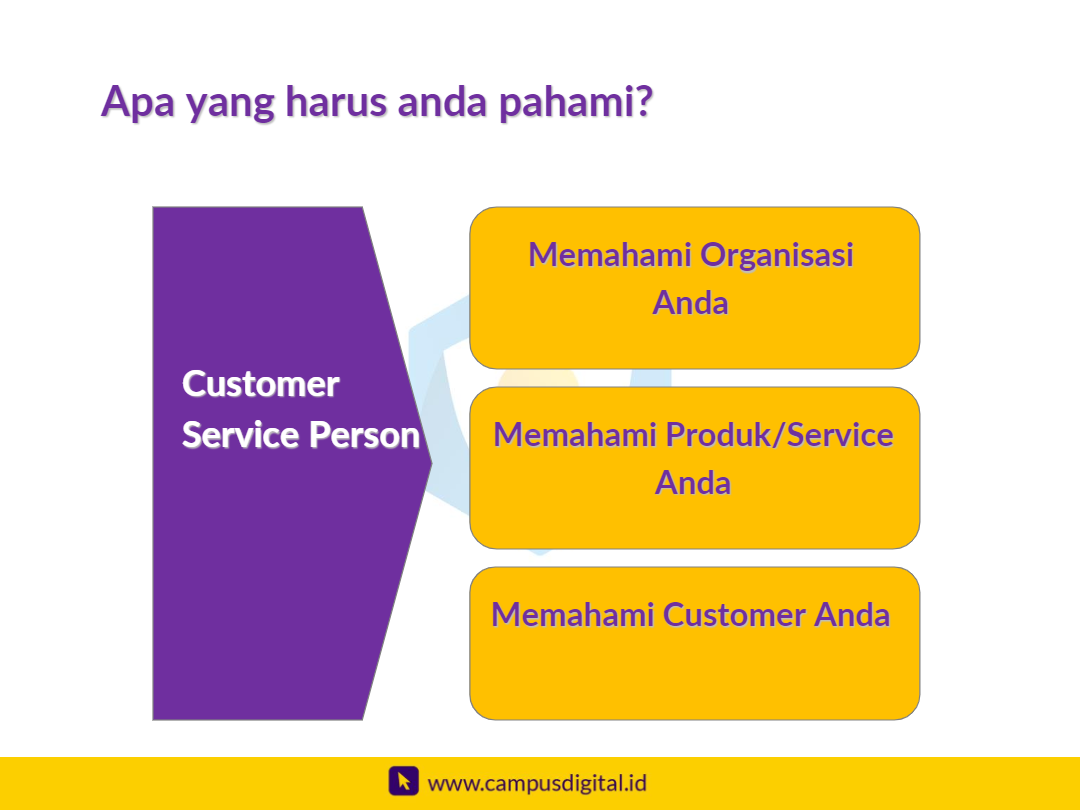 Apa yang harus anda pahami?
Customer
Service Person
Memahami Organisasi
Anda
Memahami Produk/Service
Anda
Memahami Customer Anda
www.campusdigital.id